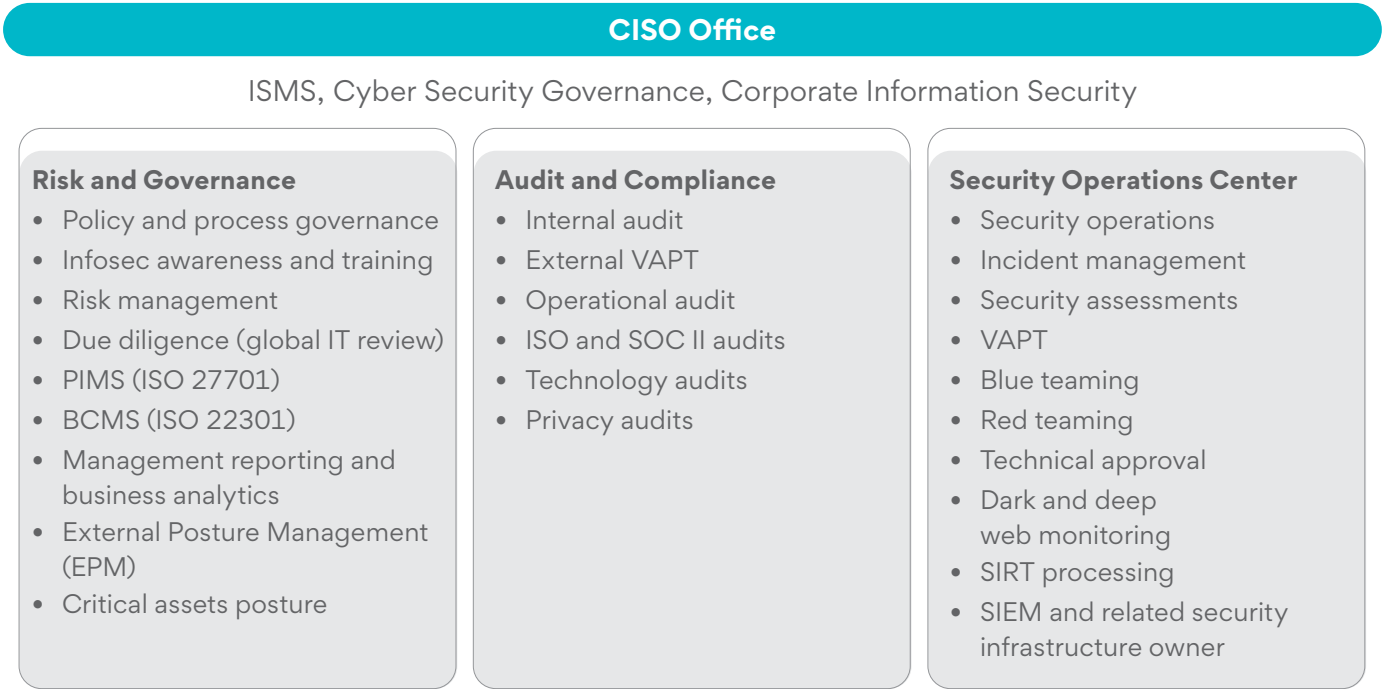 CISO Office
ISMS, Cyber Security Governance, Corporate Information Security
Risk and Governance
• Policy and process governance
• Infosec awareness and training
• Risk management
• Due diligence (global IT review)
• PIMS (ISO 27701)
• BCMS (ISO 22301)
• Management reporting and
business analytics
• External Posture Management
(EPM)
• Critical assets posture
Audit and Compliance
• Internal audit
• External VAPT
• Operational audit
• ISO and SOC II audits
• Technology audits
• Privacy audits
Security Operations Center
• Security operations
• Incident management
• Security assessments
• VAPT
• Blue teaming
• Red teaming
• Technical approval
• Dark and deep
web monitoring
• SIRT processing
• SIEM and related security
infrastructure owner